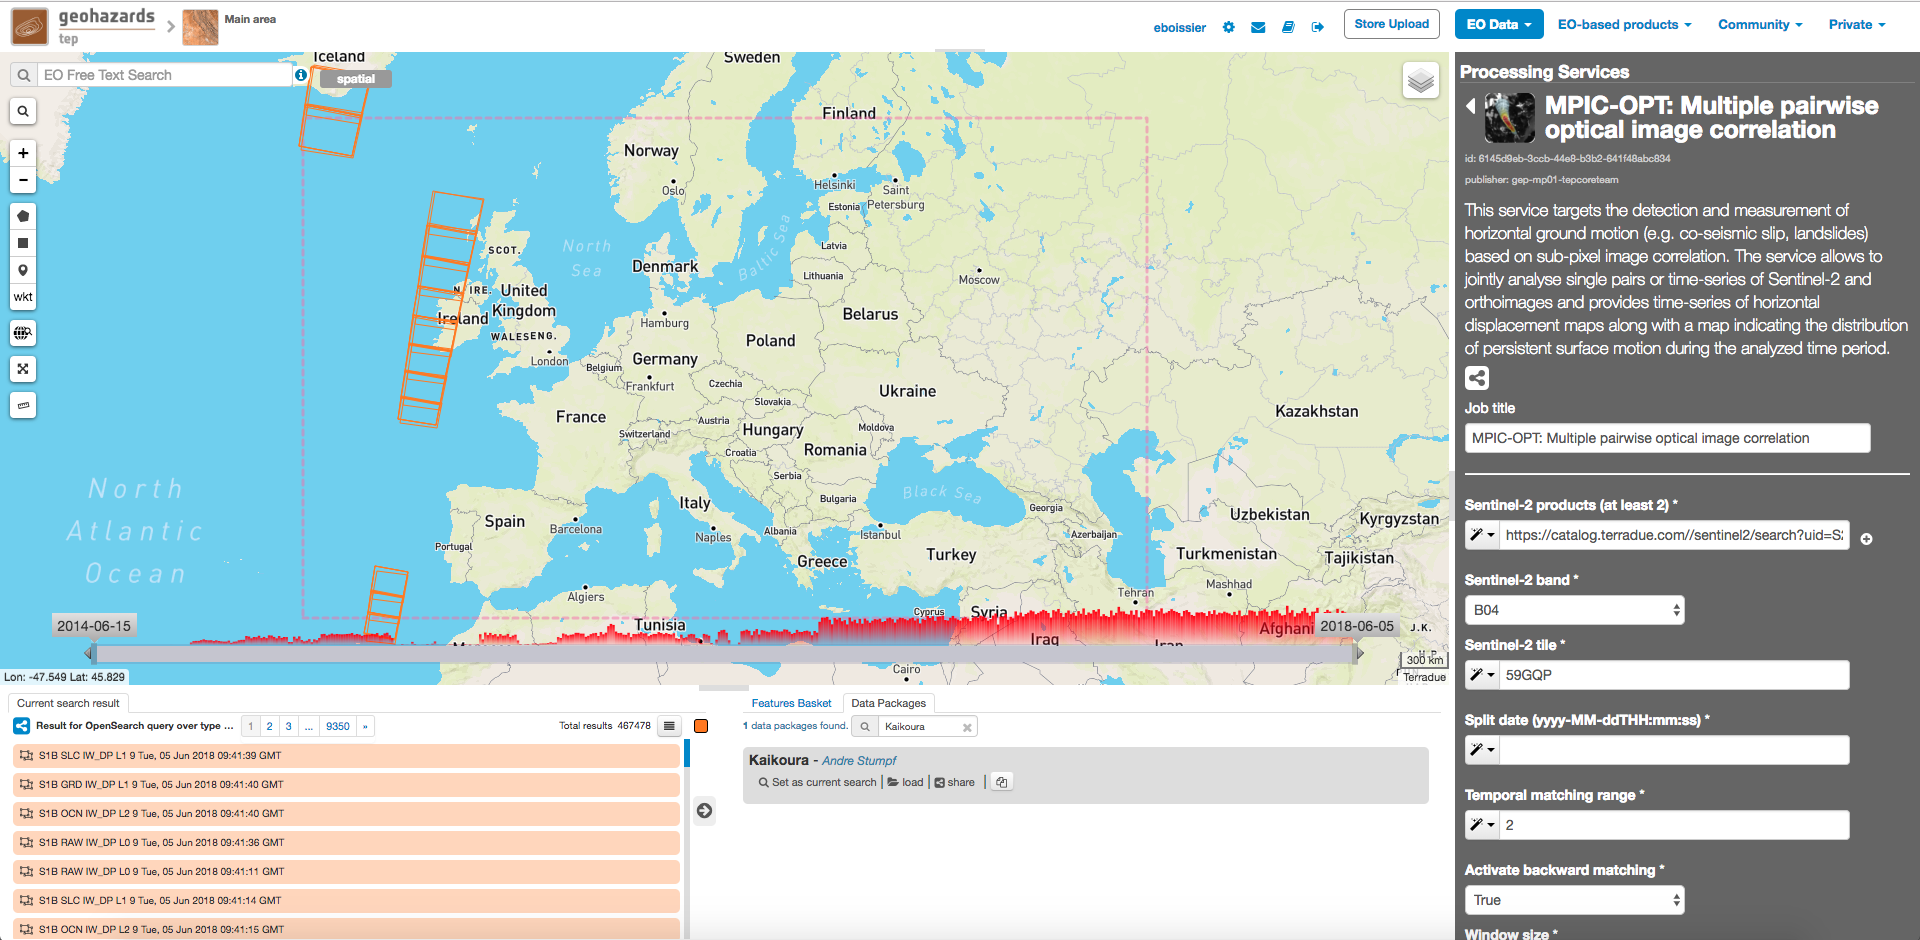 geohazards
tep
Main area
eboissier
Store Upload
EO Data
EO-based products
Community
Private
EO Free Text Search
spatial
+
−
wkt
Iceland
Sweden
Finland
Norway
Oslo
Helsinki
Saint
Petersburg
Estonia
Latvia
Lithuania
Moscow
North
Sea
Baltic Sea
SCOT.
Denmark
N. IRE.
United
Kingdom
Ireland
WALES
ENG.
London
Hamburg
Belarus
Poland
Germany
Belgium
Frankfurt
Czechia
Ukraine
Slovakia
Kazakhstan
France
Austria
Hungary
Moldova
Switzerland
Croatia
Romania
Serbia
Black Sea
Bulgaria
Italy
North
Atlantic
Ocean
Spain
Barcelona
Naples
Albania
Istanbul
Georgia
Azerbaijan
Uzbekistan
Kyrgyzstan
Portugal
Greece
Turkey
Turkmenistan
Tajikistan
Algiers
Mashhad
Tehran
Cyprus
Syria
Tunisia
Iraq
Iran
Afghani
J.K.
Cairo
2014-06-15
2018-06-05
300 km
Terradue
Lon: -47.549 Lat: 45.829
Current search result
Result for OpenSearch query over type ...
1
2
3
...
9350
»
Total results 467478
S1B SLC IW_DP L1 9 Tue, 05 Jun 2018 09:41:39 GMT
S1B GRD IW_DP L1 9 Tue, 05 Jun 2018 09:41:40 GMT
S1B OCN IW_DP L2 9 Tue, 05 Jun 2018 09:41:40 GMT
S1B RAW IW_DP L0 9 Tue, 05 Jun 2018 09:41:36 GMT
S1B RAW IW_DP L0 9 Tue, 05 Jun 2018 09:41:11 GMT
S1B SLC IW_DP L1 9 Tue, 05 Jun 2018 09:41:14 GMT
S1B OCN IW_DP L2 9 Tue, 05 Jun 2018 09:41:15 GMT
Features Basket
Data Packages
1 data packages found.
Kaikoura
Kaikoura - Andre Stumpf
Set as current search
load
share
Processing Services
MPIC-OPT: Multiple pairwise
optical image correlation
id: 6145d9eb-3ccb-44e8-b3b2-641f48abc834
publisher: gep-mp01-tepcoreteam
This service targets the detection and measurement of
horizontal ground motion (e.g. co-seismic slip, landslides)
based on sub-pixel image correlation. The service allows to
jointly analyse single pairs or time-series of Sentinel-2 and
orthoimages and provides time-series of horizontal
displacement maps along with a map indicating the distribution
of persistent surface motion during the analyzed time period.
Job title
MPIC-OPT: Multiple pairwise optical image correlation
Sentinel-2 products (at least 2) *
https://catalog.terradue.com//sentinel2/search?uid=S2
Sentinel-2 band *
B04
Sentinel-2 tile *
59GQP
Split date (yyyy-MM-ddTHH:mm:ss) *
Temporal matching range *
2
Activate backward matching *
True
Window size *